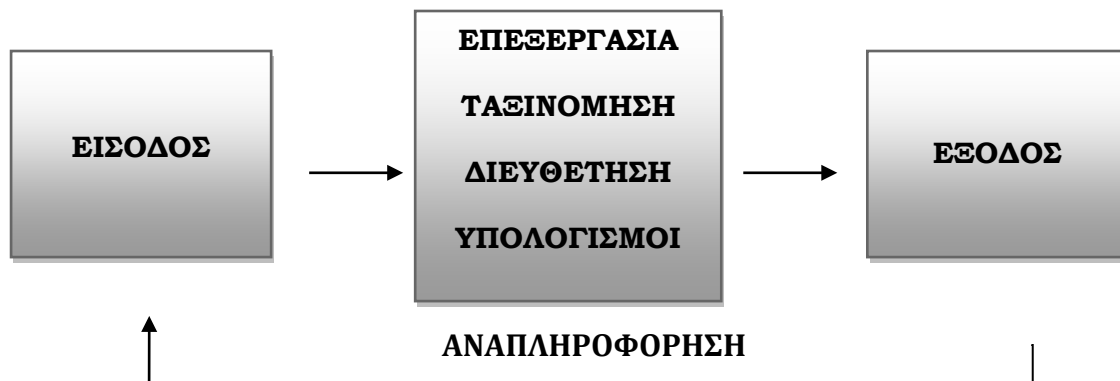 ΕΙΣΟΔΟΣ
ΕΠΕΞΕΡΓΑΣΙΑ
ΤΑΞΙΝΟΜΗΣΗ
ΔΙΕΥΘΕΤΗΣΗ
ΥΠΟΛΟΓΙΣΜΟΙ
ΕΞΟΔΟΣ
ΑΝΑΠΛΗΡΟΦΟΡΗΣΗ